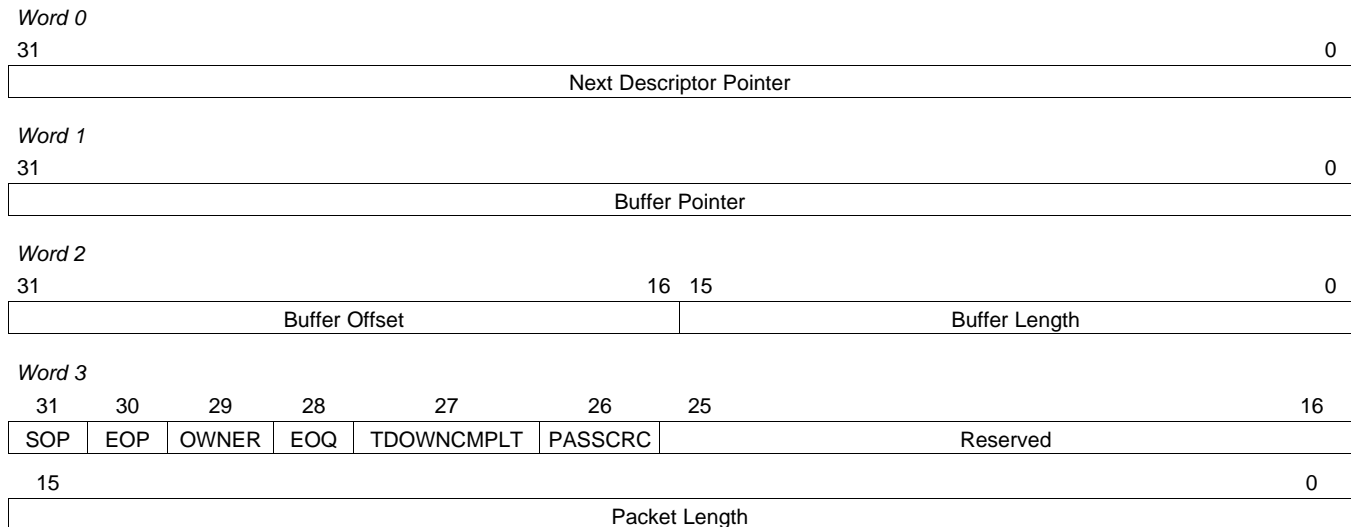 Word 0
31 0
Next Descriptor Pointer
Word 1
31 0
Buffer Pointer
Word 2
31 16 15 0
Buffer Offset Buffer Length
Word 3
31 30 29 28 27 26 25 16
SOP EOP OWNER EOQ TDOWNCMPLT PASSCRC Reserved
15 0
Packet Length